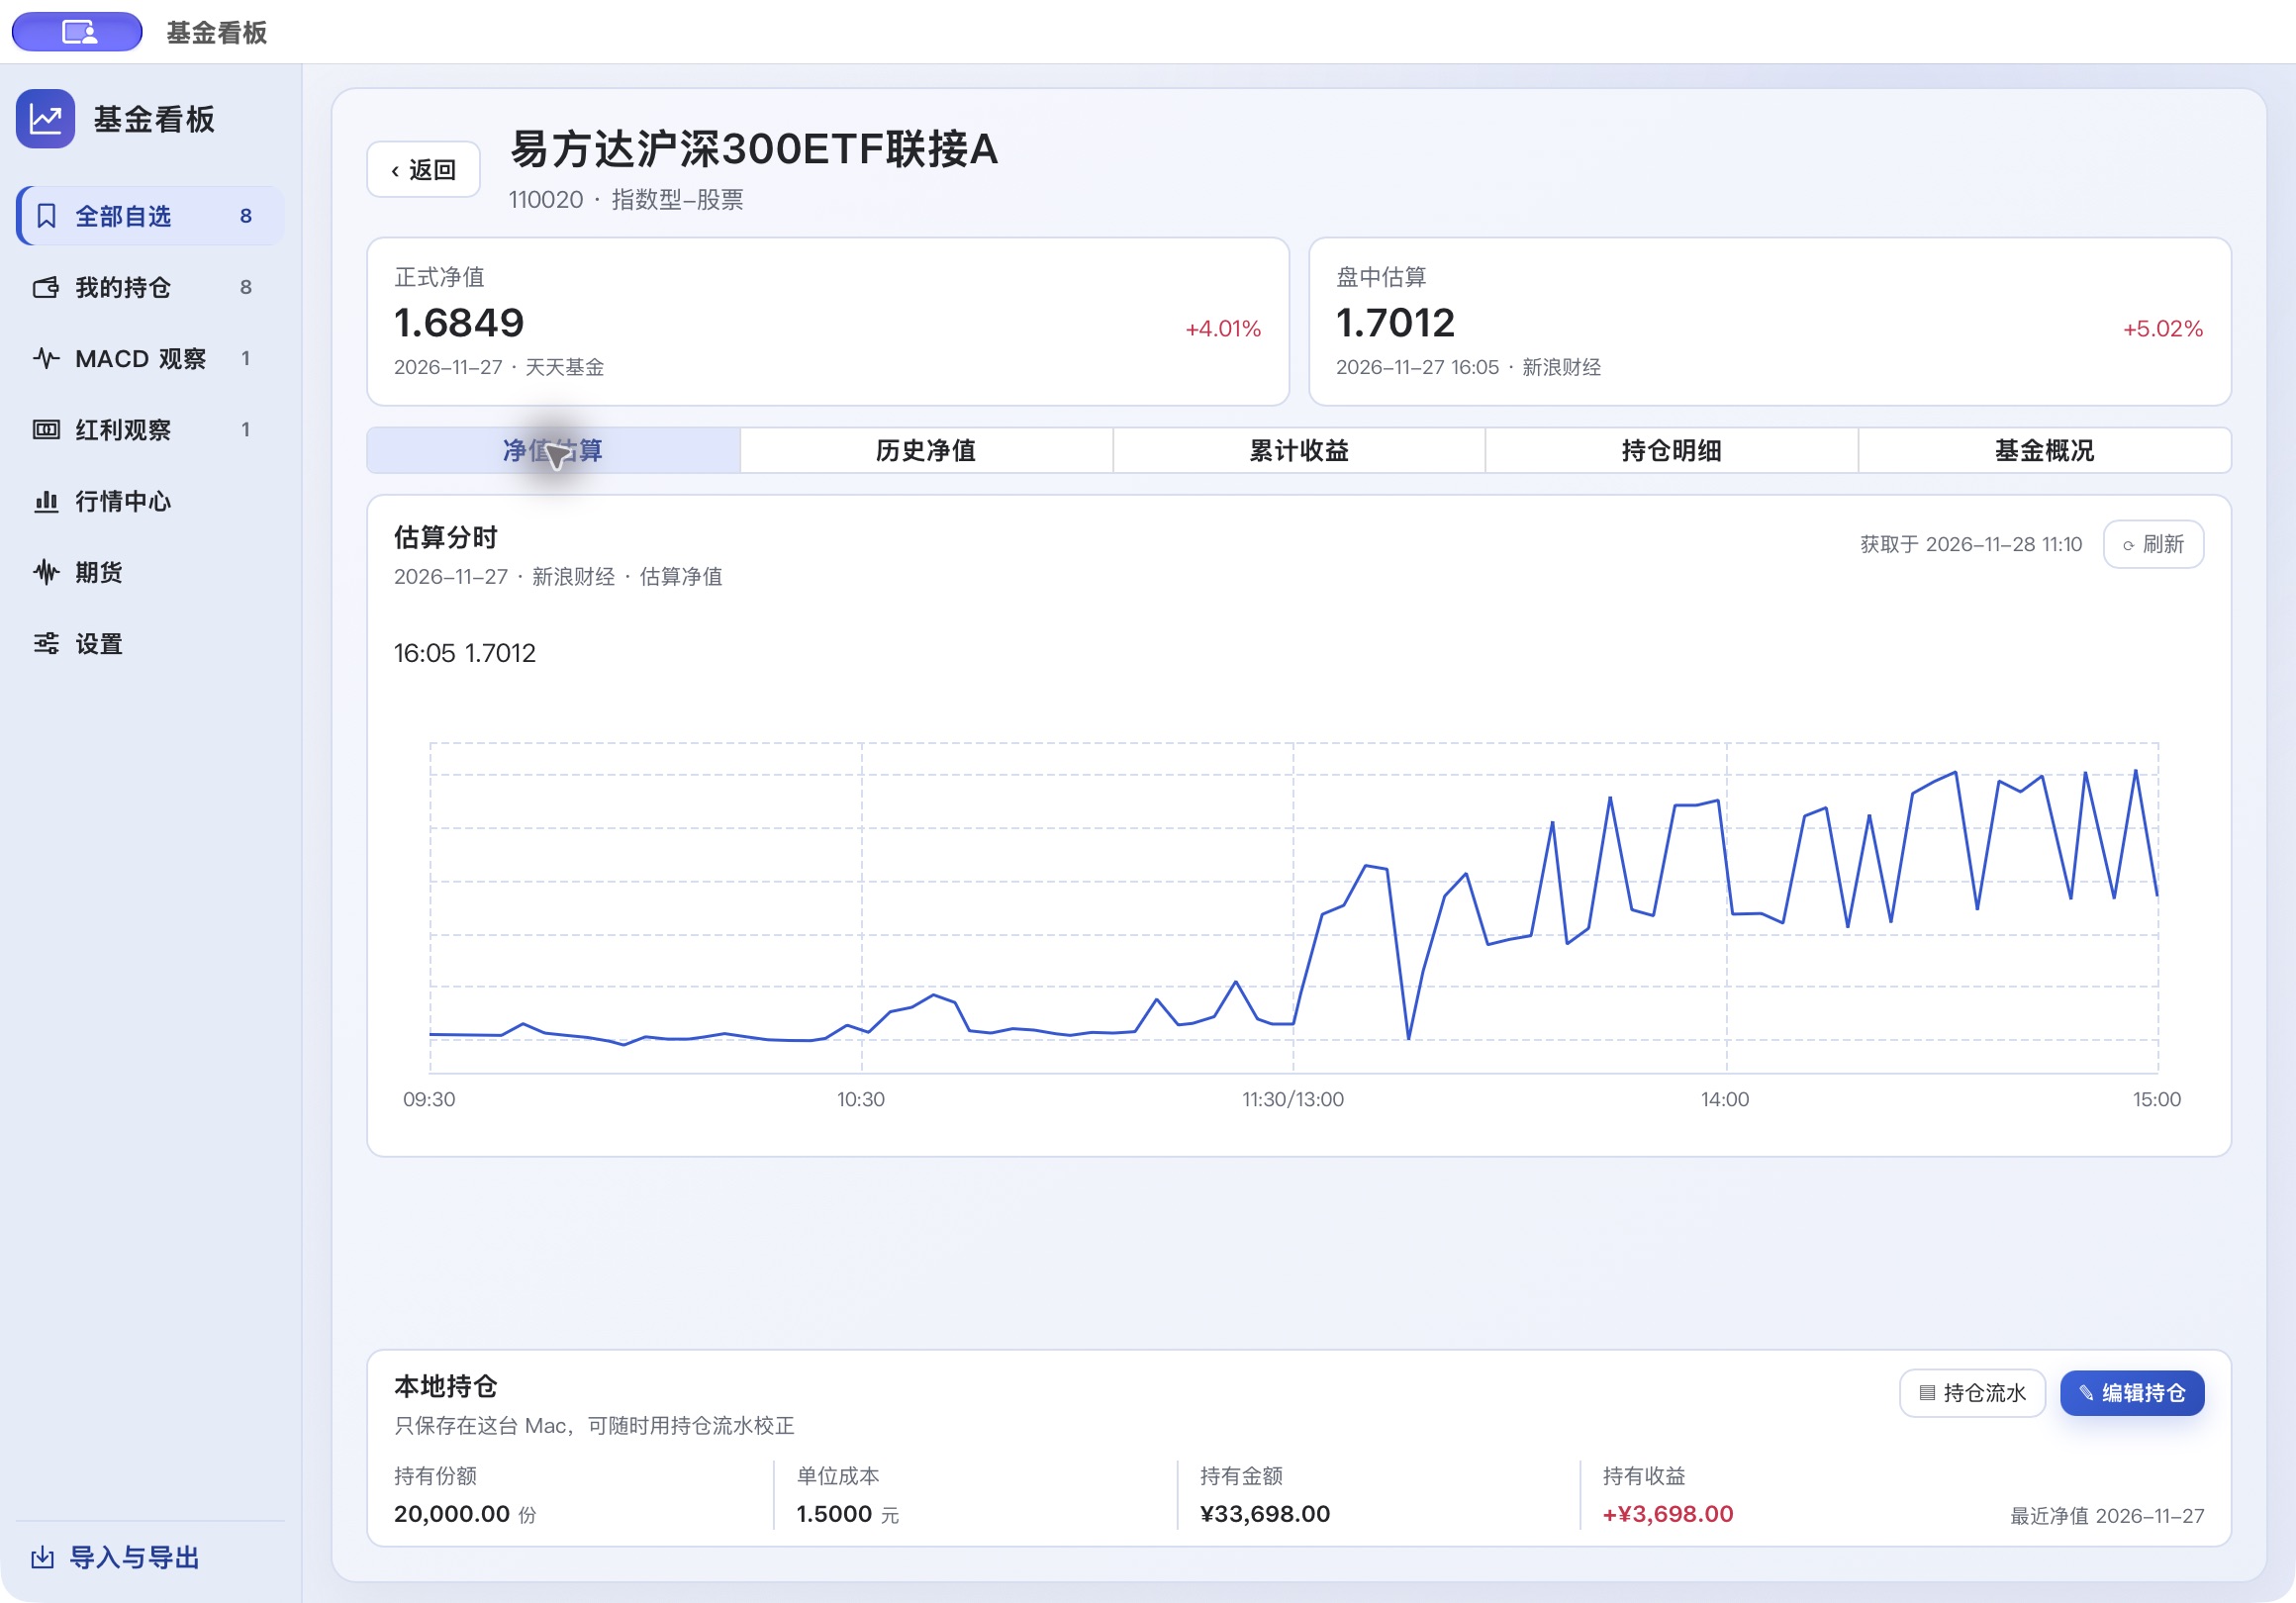 基金看板
基金看板
全部自选 8
我的持仓 8
MACD 观察 1
红利观察 1
行情中心
期货
设置
导入与导出
‹ 返回
易方达沪深300ETF联接A
110020 · 指数型-股票
正式净值
1.6849 +4.01%
2026-11-27 · 天天基金
盘中估算
1.7012 +5.02%
2026-11-27 16:05 · 新浪财经
净值估算 历史净值 累计收益 持仓明细 基金概况
估算分时
2026-11-27 · 新浪财经 · 估算净值
获取于 2026-11-28 11:10 刷新
16:05 1.7012
09:30 10:30 11:30/13:00 14:00 15:00
本地持仓
只保存在这台 Mac，可随时用持仓流水校正
持仓流水 编辑持仓
持有份额 单位成本 持有金额 持有收益
20,000.00 份 1.5000 元 ¥33,698.00 +¥3,698.00 最近净值 2026-11-27